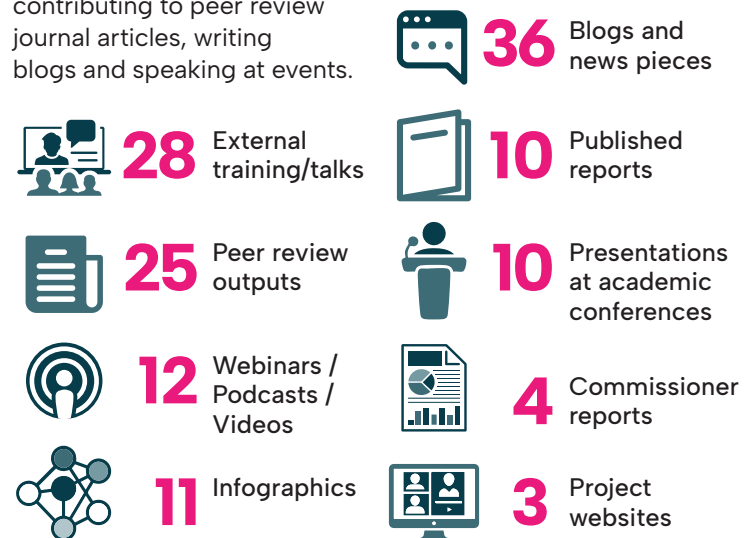 contributing to peer review
journal articles, writing
blogs and speaking at events.
28 External
training/talks
25 Peer review
outputs
12 Webinars /
Podcasts /
Videos
11 Infographics
36 Blogs and
news pieces
10 Published
reports
10 Presentations
at academic
conferences
4 Commissioner
reports
3 Project
websites